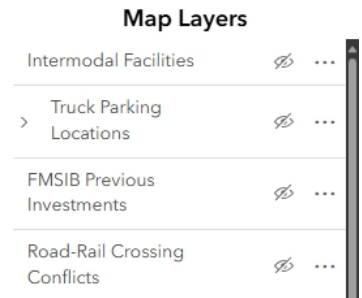 Map Layers
Intermodal Facilities
Truck Parking
Locations
FMSIB Previous
Investments
Road-Rail Crossing
Conflicts